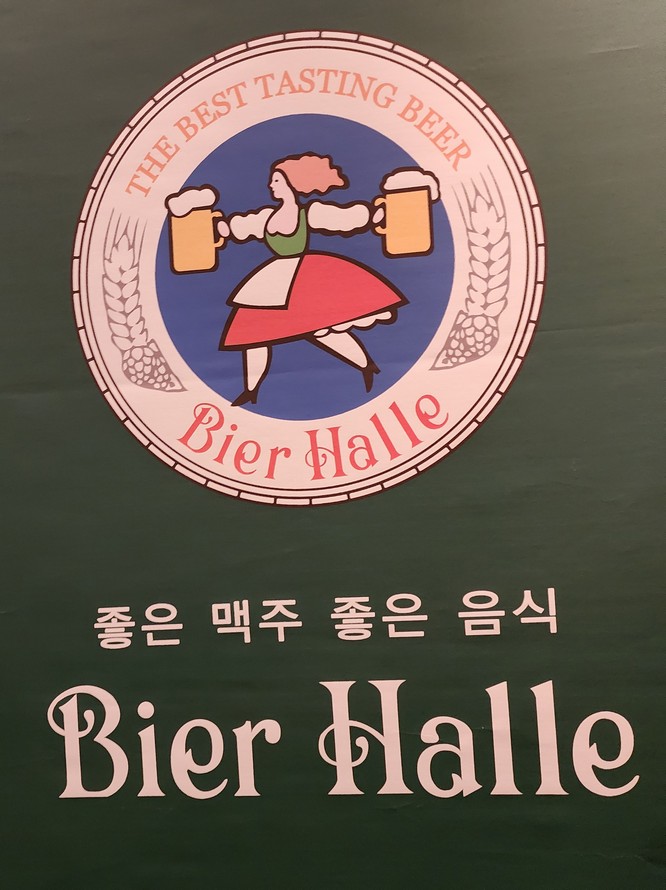 THE BEST TASTING BEER
Bier Halle
좋은 맥주 좋은 음식
Bier Halle